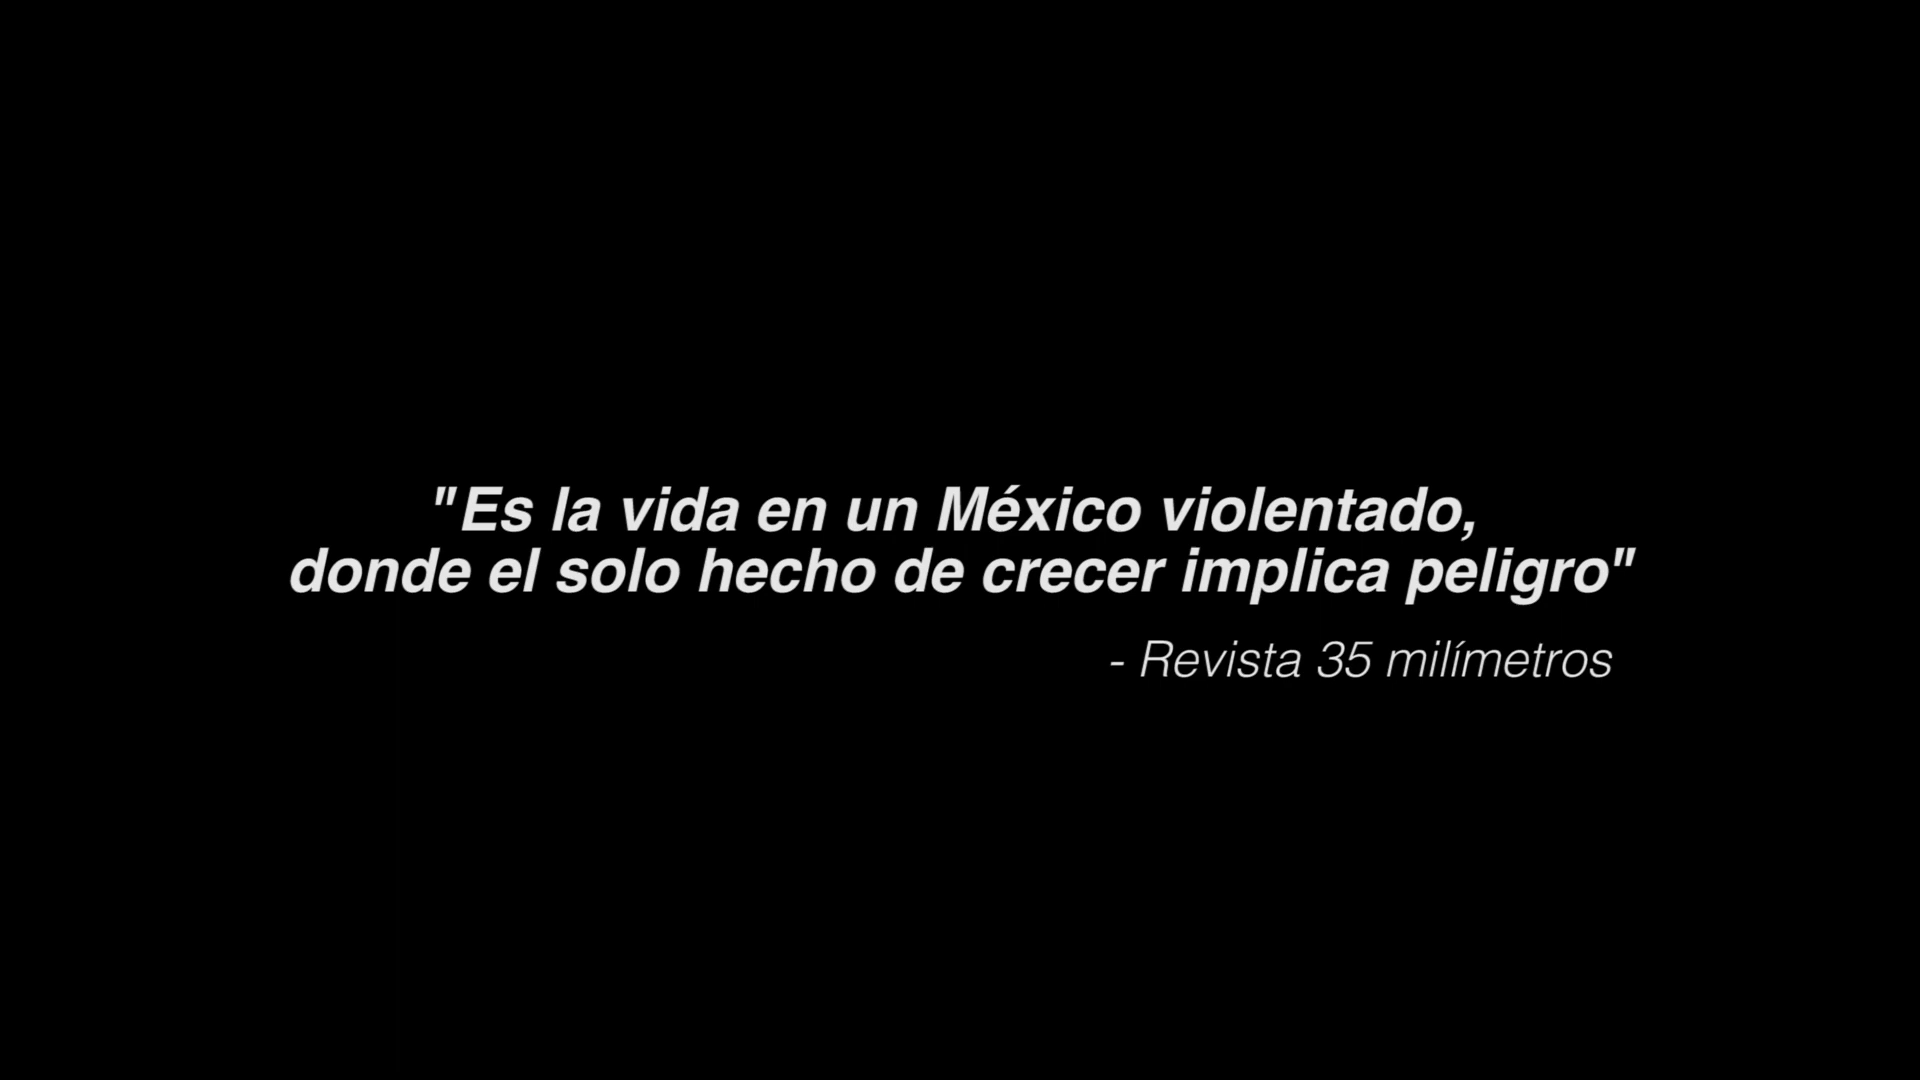 "Es la vida en un México violentado,
donde el solo hecho de crecer implica peligro"
- Revista 35 milímetros